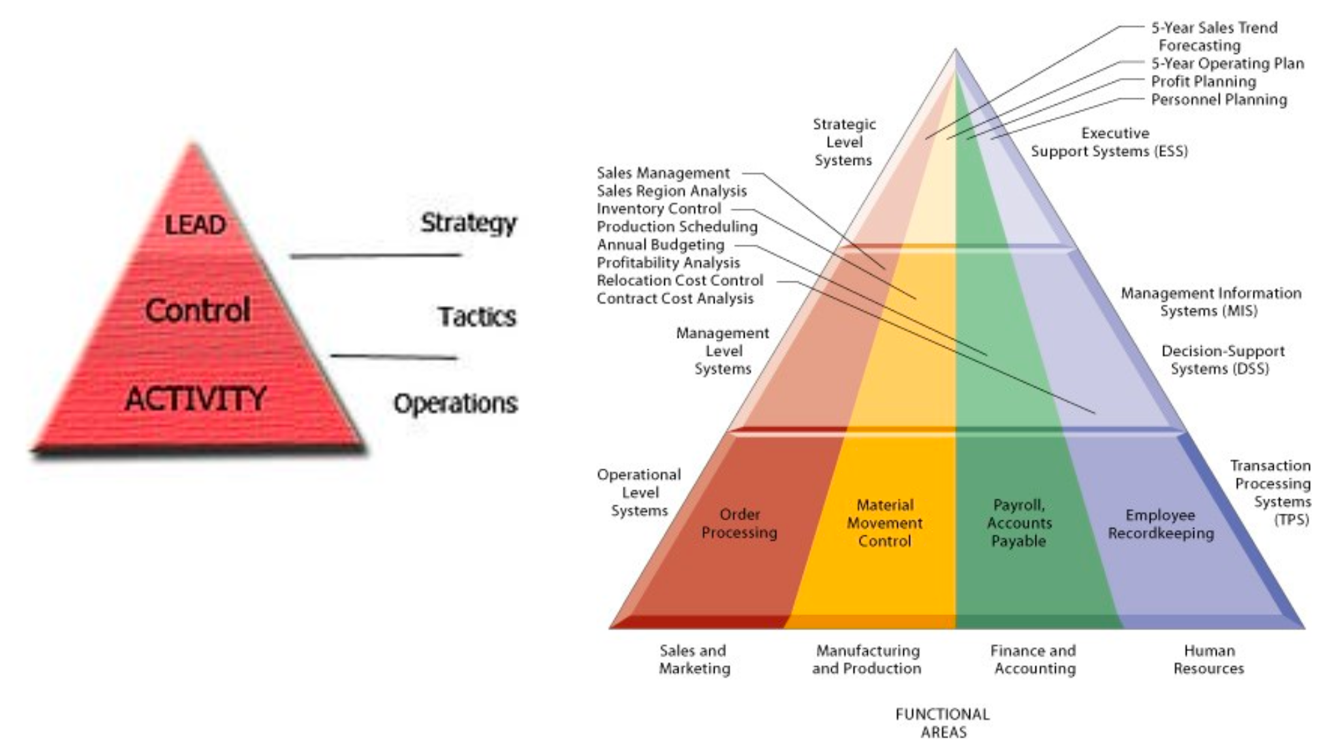 LEAD
Control
ACTIVITY
Strategy
Tactics
Operations
5-Year Sales Trend
Forecasting
5-Year Operating Plan
Profit Planning
Personnel Planning
Strategic
Level
Systems
Executive
Support Systems (ESS)
Sales Management
Sales Region Analysis
Inventory Control
Production Scheduling
Annual Budgeting
Profitability Analysis
Relocation Cost Control
Contract Cost Analysis
Management
Level
Systems
Management Information
Systems (MIS)
Decision-Support
Systems (DSS)
Operational
Level
Systems
Transaction
Processing
Systems
(TPS)
Order
Processing
Material
Movement
Control
Payroll,
Accounts
Payable
Employee
Recordkeeping
Sales and
Marketing
Manufacturing
and Production
Finance and
Accounting
Human
Resources
FUNCTIONAL
AREAS